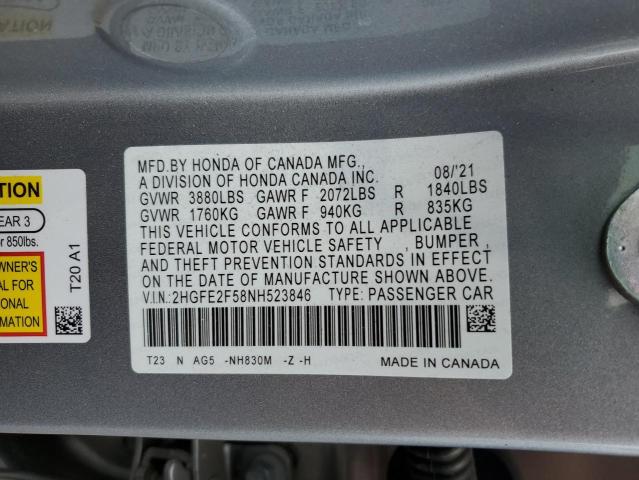 MFD.BY HONDA OF CANADA MFG., 08/'21
A DIVISION OF HONDA CANADA INC.
GVWR 3880LBS GAWR F 2072LBS R 1840LBS
GVWR 1760KG GAWR F 940KG R 835KG
THIS VEHICLE CONFORMS TO ALL APPLICABLE
FEDERAL MOTOR VEHICLE SAFETY , BUMPER ,
AND THEFT PREVENTION STANDARDS IN EFFECT
ON THE DATE OF MANUFACTURE SHOWN ABOVE.
V.I.N.: 2HGFE2F58NH523846 TYPE: PASSENGER CAR
T23 N AG5 -NH830M -Z -H MADE IN CANADA
EAR 3
r 850lbs.
WNER'S
AL FOR
IONAL
MATION
T20 A1